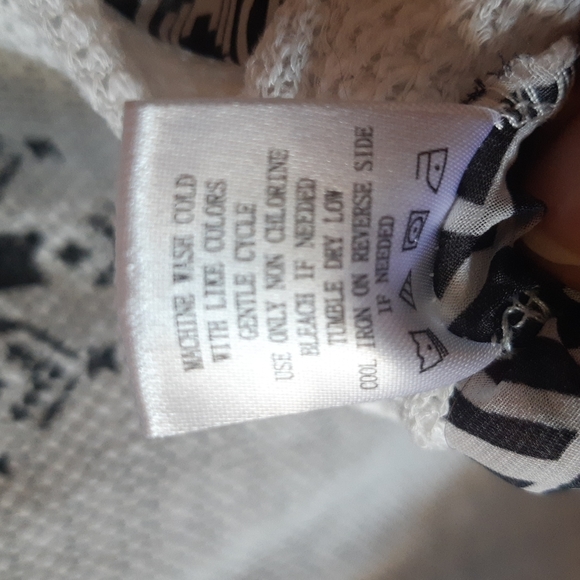 MACHINE WASH COLD
WITH LIKE COLORS
GENTLE CYCLE
USE ONLY NON CHLORINE
BLEACH IF NEEDED
TUMBLE DRY LOW
COOL IRON ON REVERSE SIDE
IF NEEDED